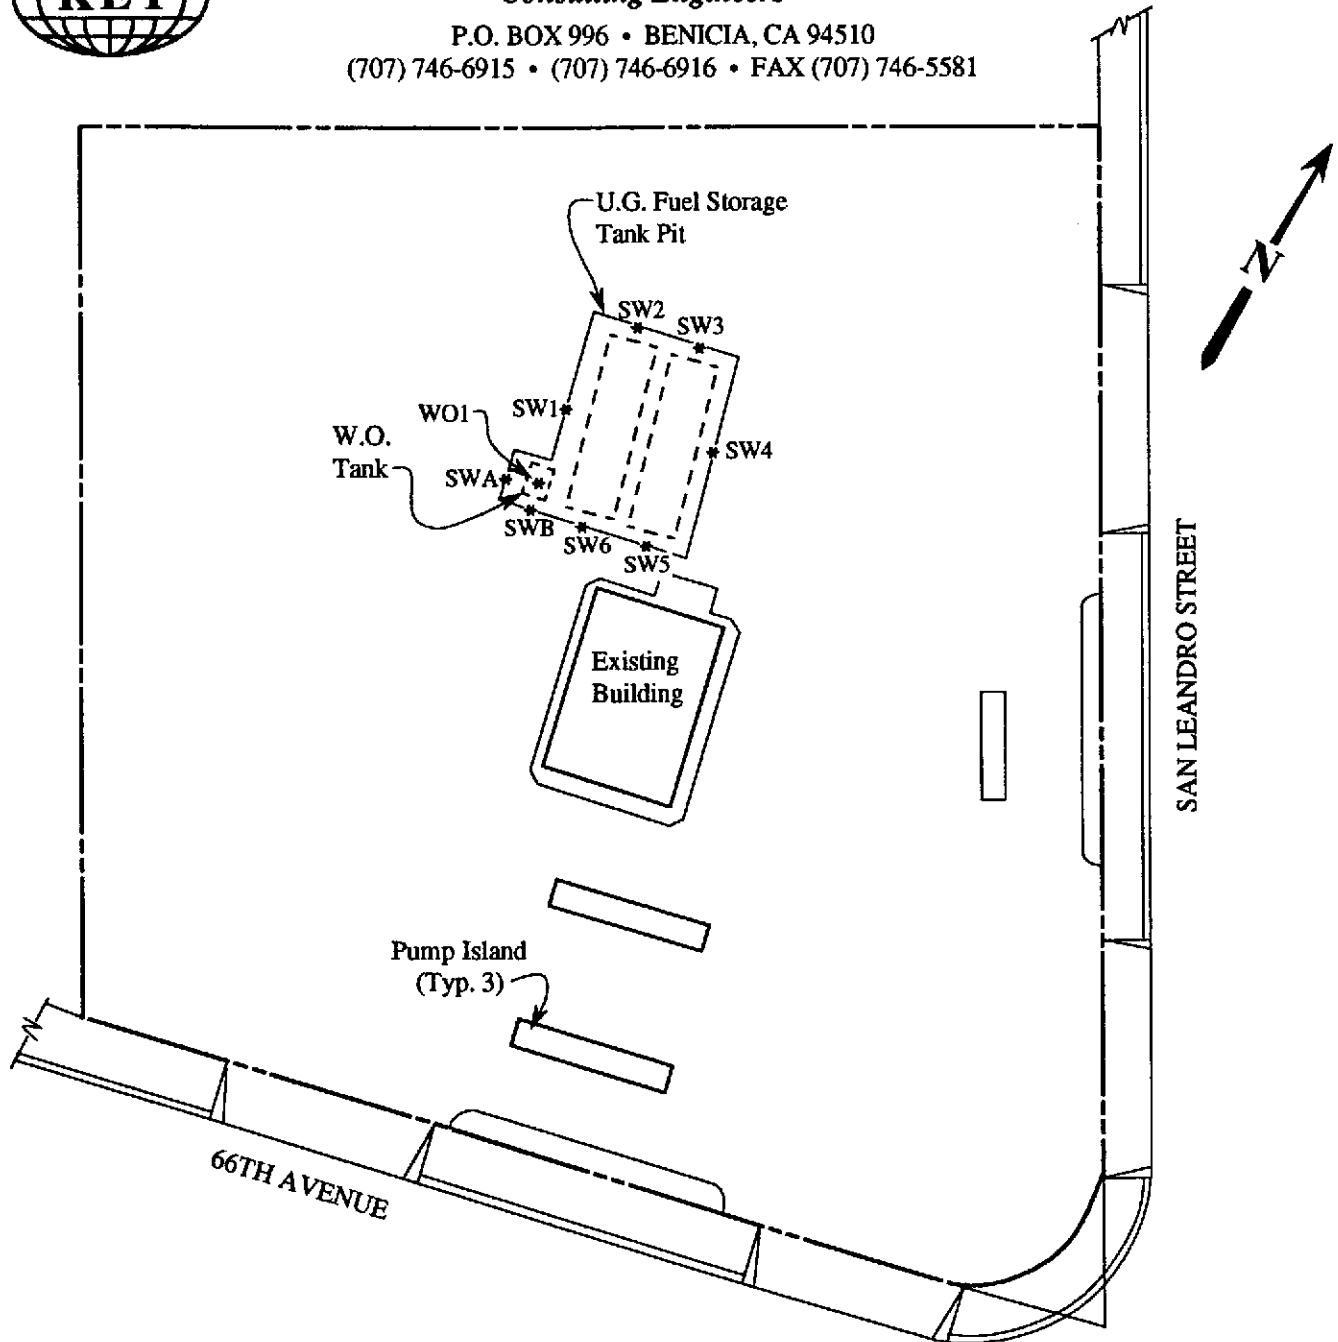 KEI
Consulting Engineers
P.O. BOX 996 • BENICIA, CA 94510
(707) 746-6915 • (707) 746-6916 • FAX (707) 746-5581
U.G. Fuel Storage
Tank Pit
N
SW2
SW3
SW1
WO1
W.O.
Tank
SW4
SWA
SWB
SW6
SW5
Existing
Building
SAN LEANDRO STREET
Pump Island
(Typ. 3)
66TH AVENUE